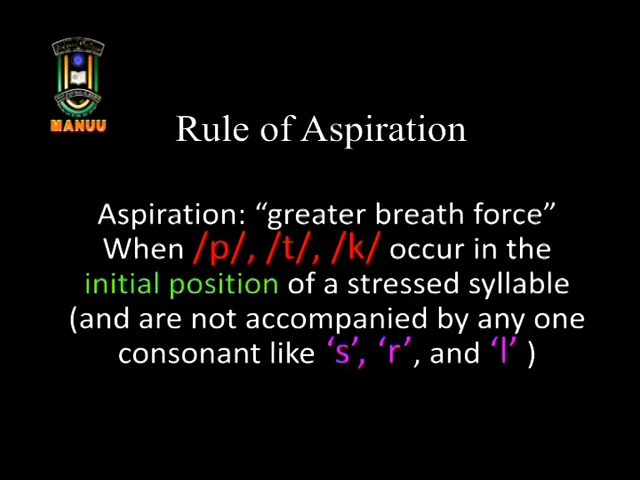 MANUU
Rule of Aspiration
Aspiration: “greater breath force”
When /p/, /t/, /k/ occur in the
initial position of a stressed syllable
(and are not accompanied by any one
consonant like ‘s’, ‘r’, and ‘l’ )